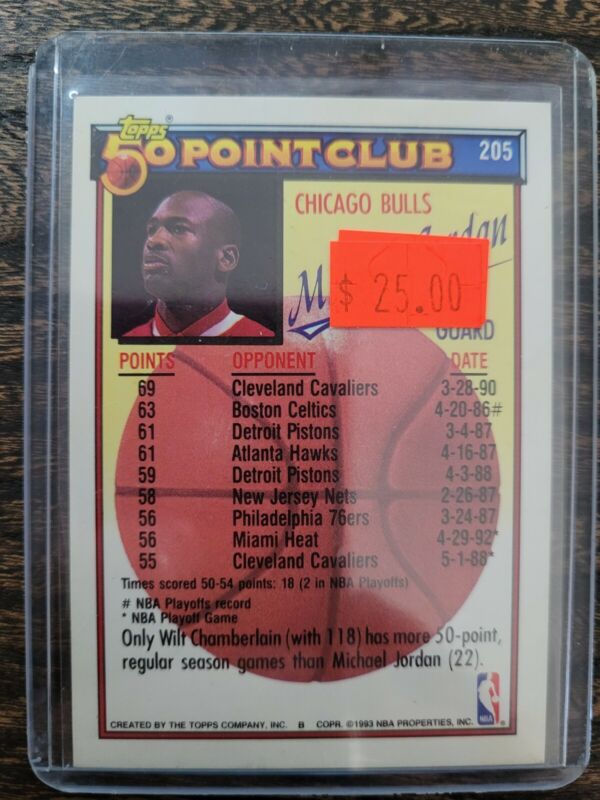 topps®
50 POINT CLUB 205
CHICAGO BULLS
$ 25.00
GUARD
POINTS OPPONENT DATE
69 Cleveland Cavaliers 3-28-90
63 Boston Celtics 4-20-86#
61 Detroit Pistons 3-4-87
61 Atlanta Hawks 4-16-87
59 Detroit Pistons 4-3-88
58 New Jersey Nets 2-26-87
56 Philadelphia 76ers 3-24-87
56 Miami Heat 4-29-92*
55 Cleveland Cavaliers 5-1-88*
Times scored 50-54 points: 18 (2 in NBA Playoffs)
# NBA Playoffs record
* NBA Playoff Game
Only Wilt Chamberlain (with 118) has more 50-point,
regular season games than Michael Jordan (22).
NBA ®
CREATED BY THE TOPPS COMPANY, INC. B COPR. ©1993 NBA PROPERTIES, INC.